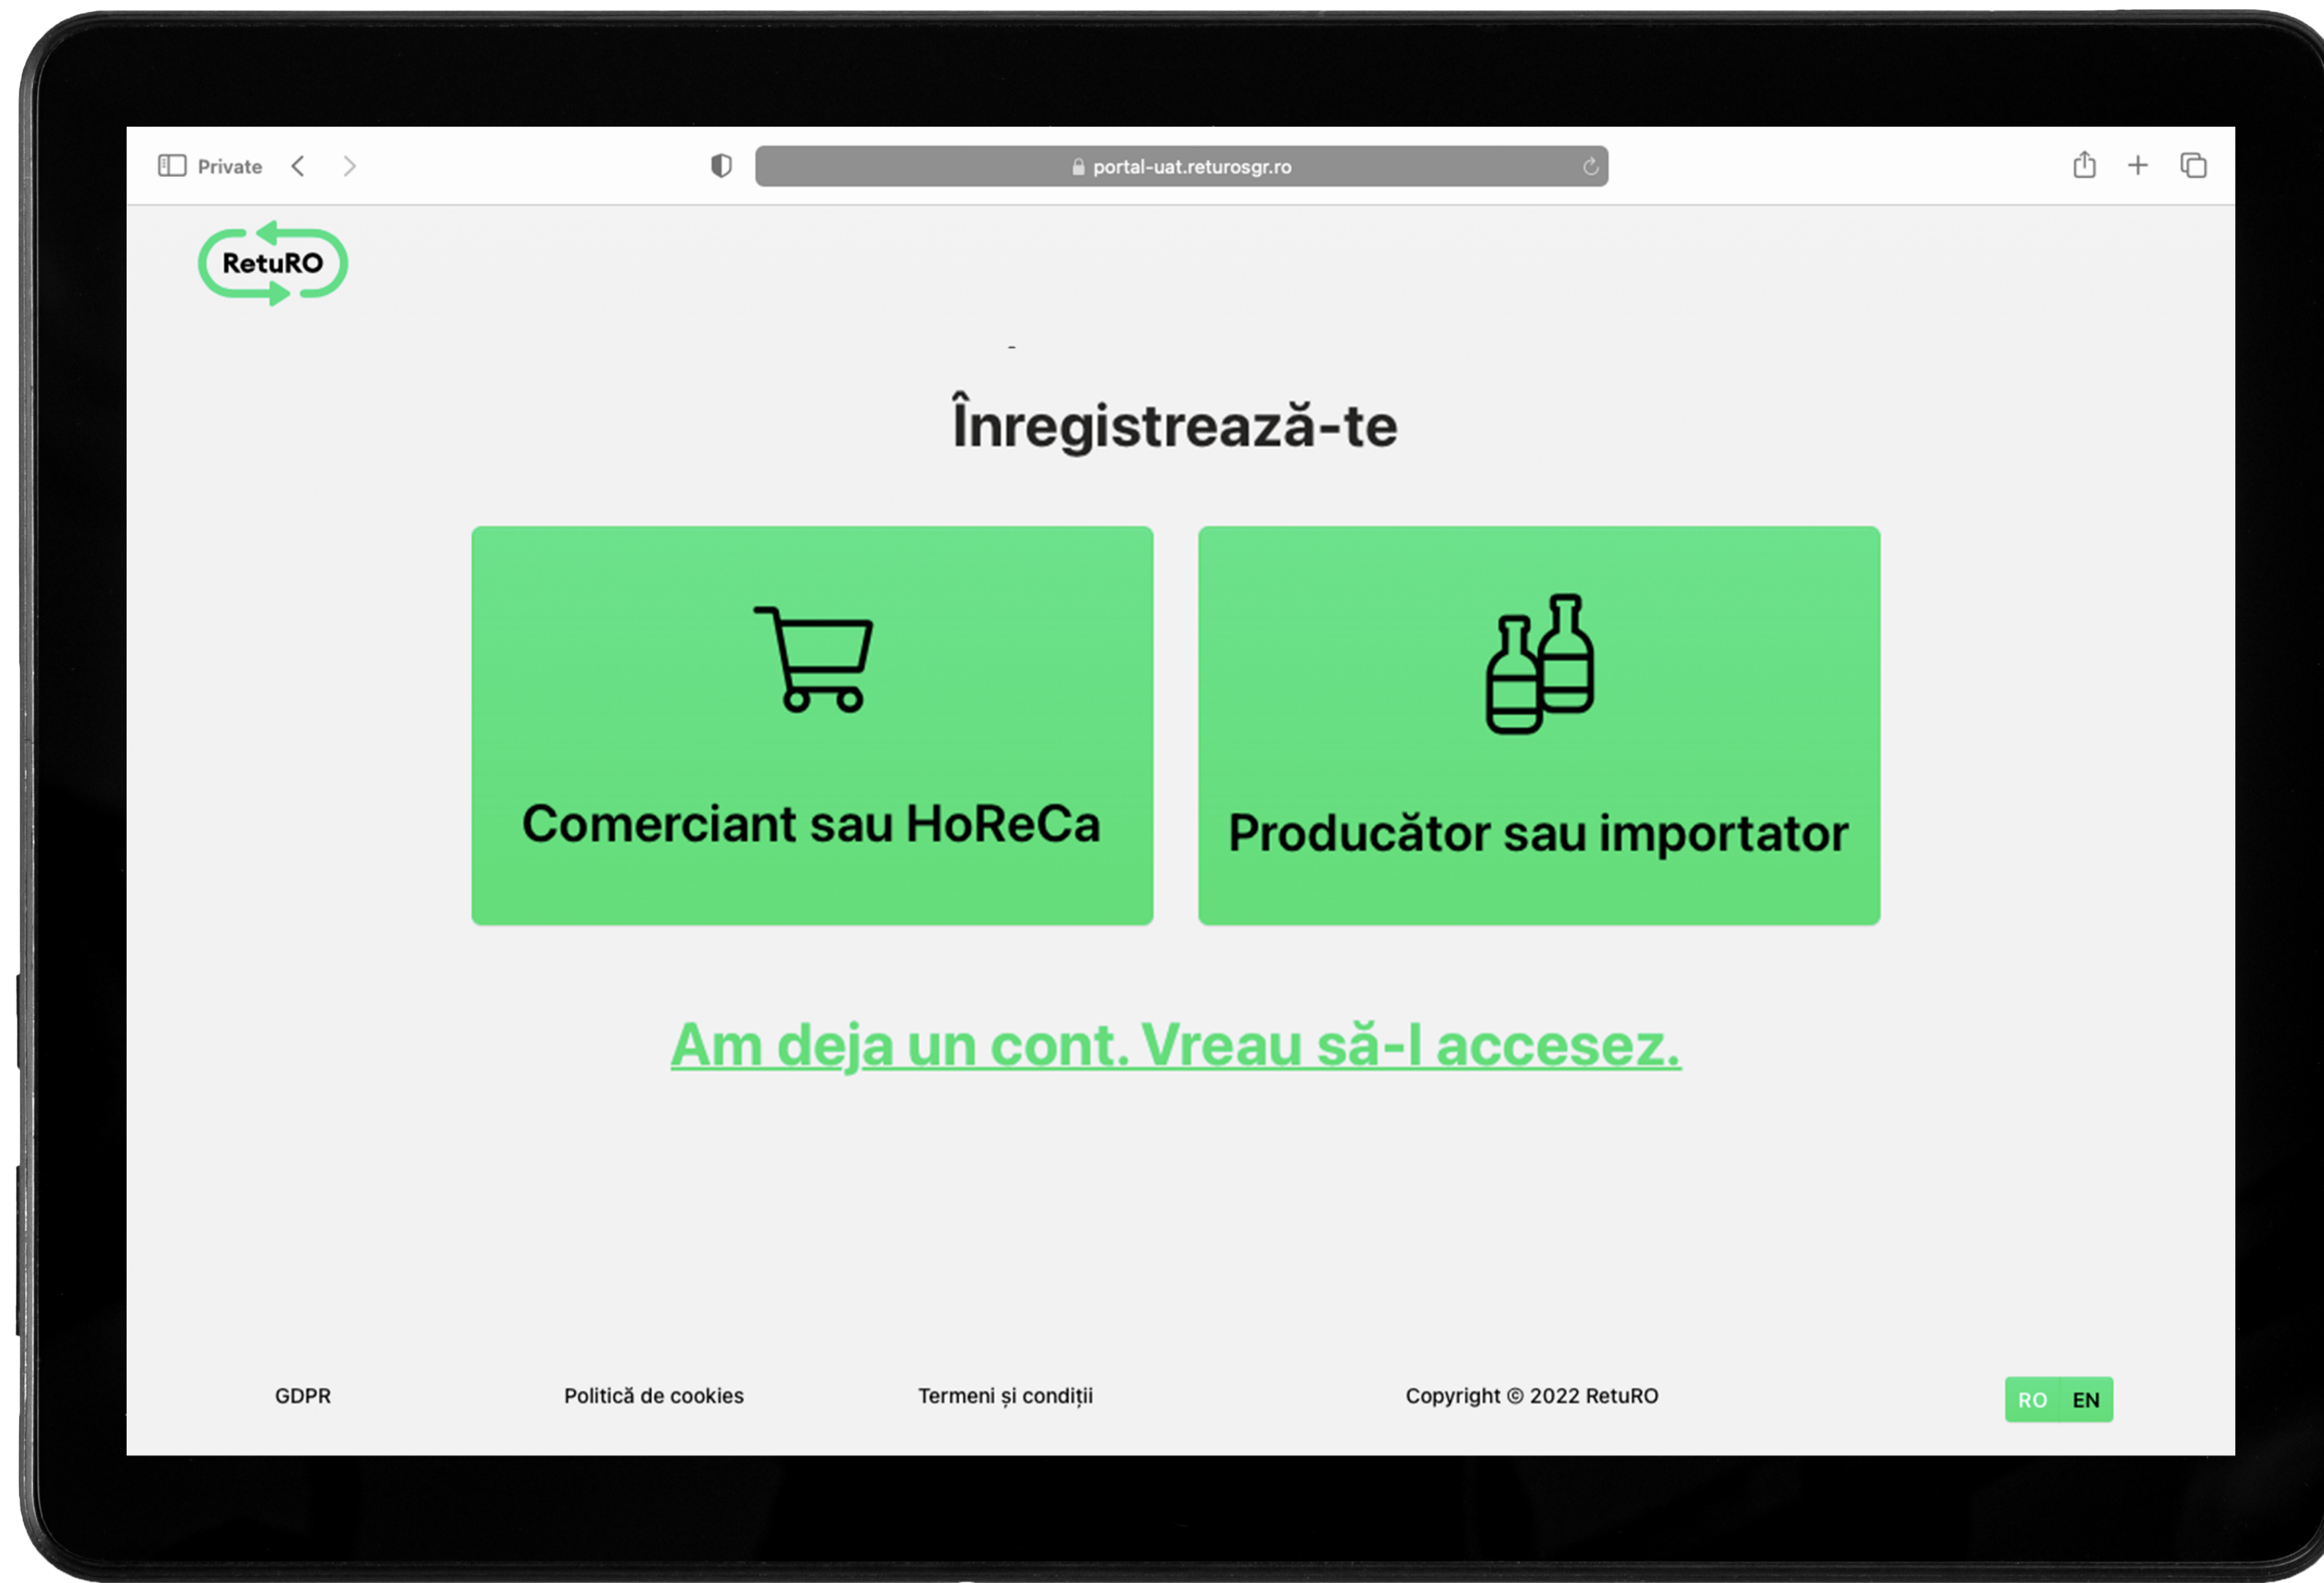 Private
portal-uat.returosgr.ro
RetuRO
-
Înregistrează-te
Comerciant sau HoReCa
Producător sau importator
Am deja un cont. Vreau să-l accesez.
GDPR
Politică de cookies
Termeni și condiții
Copyright © 2022 RetuRO
RO EN